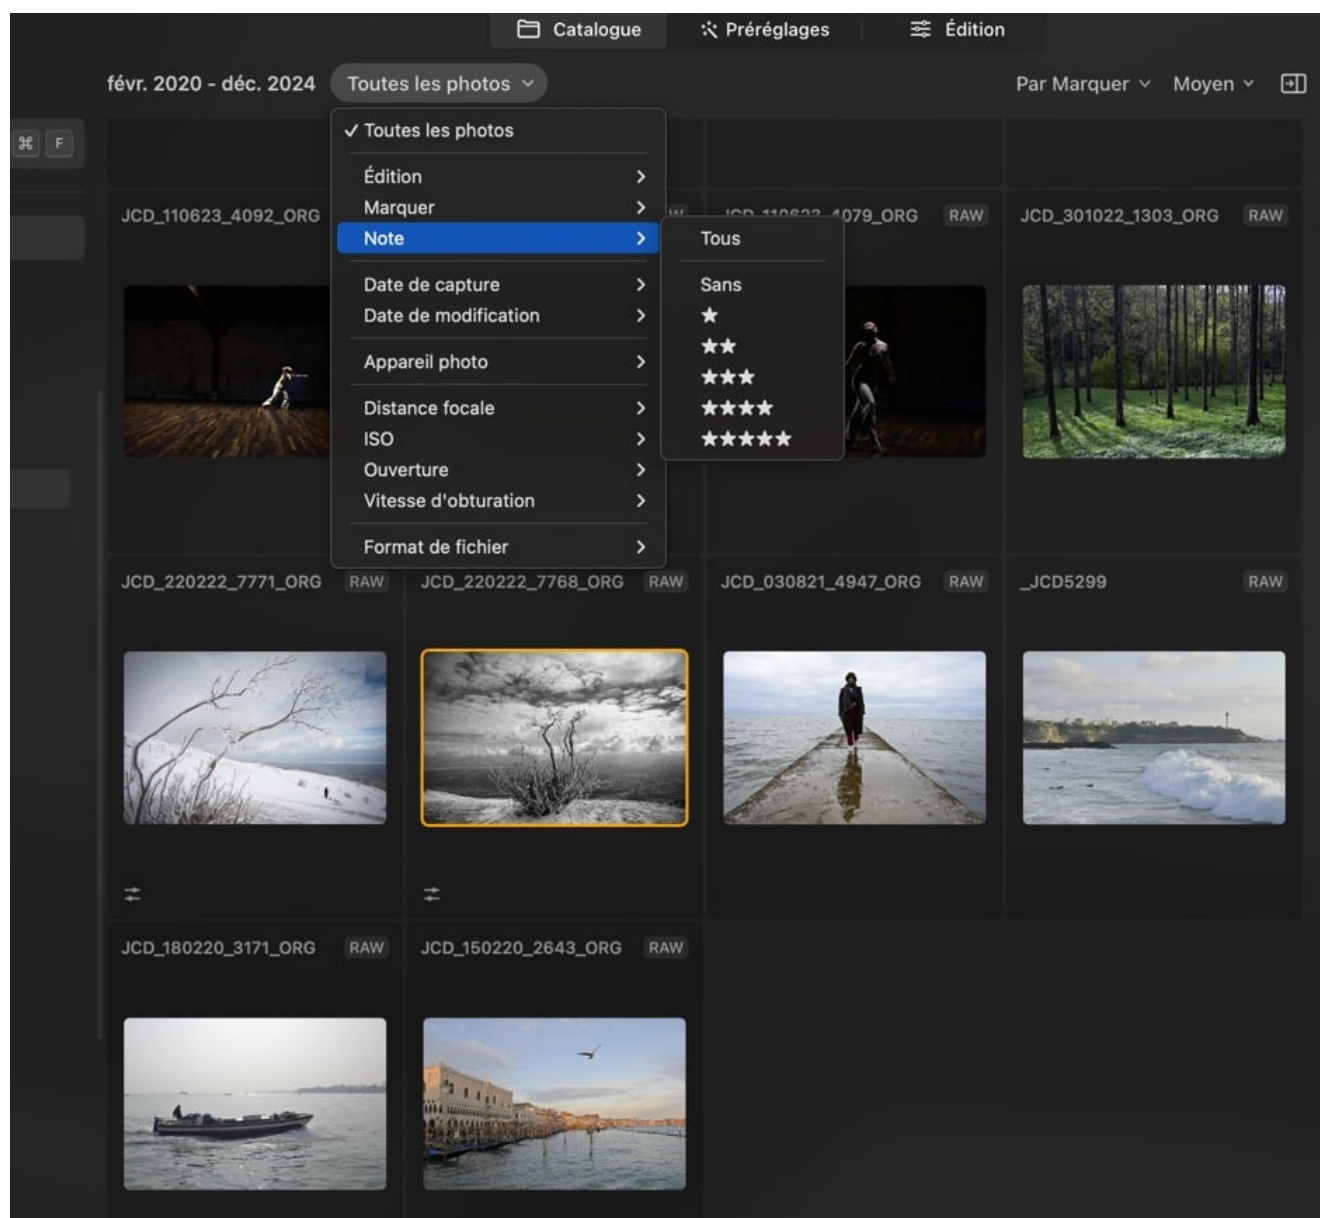 Catalogue Préréglages Édition
févr. 2020 - déc. 2024 Toutes les photos Par Marquer Moyen
⌘ F
✓ Toutes les photos
Édition
Marquer
Note
Date de capture
Date de modification
Appareil photo
Distance focale
ISO
Ouverture
Vitesse d'obturation
Format de fichier
Tous
Sans
★
★★
★★★
★★★★
★★★★★
JCD_110623_4092_ORG JCD_110623_4079_ORG RAW JCD_301022_1303_ORG RAW
JCD_220222_7771_ORG RAW JCD_220222_7768_ORG RAW JCD_030821_4947_ORG RAW _JCD5299 RAW
JCD_180220_3171_ORG RAW JCD_150220_2643_ORG RAW